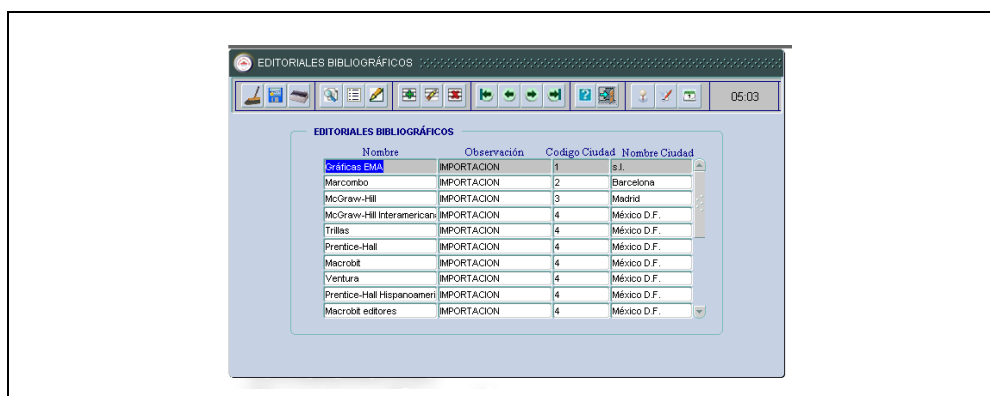 EDITORIALES BIBLIOGRÁFICOS
05:03
EDITORIALES BIBLIOGRÁFICOS
Nombre Observación Codigo Ciudad Nombre Ciudad
Gráficas EMA IMPORTACION 1 s.l.
Marcombo IMPORTACION 2 Barcelona
McGraw-Hill IMPORTACION 3 Madrid
McGraw-Hill Interamerican IMPORTACION 4 México D.F.
Trillas IMPORTACION 4 México D.F.
Prentice-Hall IMPORTACION 4 México D.F.
Macrobit IMPORTACION 4 México D.F.
Ventura IMPORTACION 4 México D.F.
Prentice-Hall Hispanoameri IMPORTACION 4 México D.F.
Macrobit editores IMPORTACION 4 México D.F.